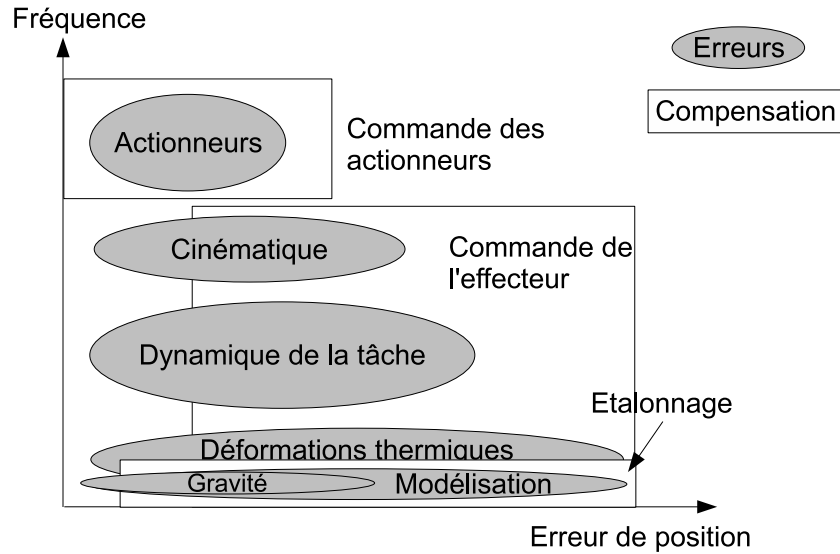 Fréquence
Erreurs
Compensation
Actionneurs
Commande des
actionneurs
Cinématique
Commande de
l'effecteur
Dynamique de la tâche
Etalonnage
Déformations thermiques
Gravité
Modélisation
Erreur de position